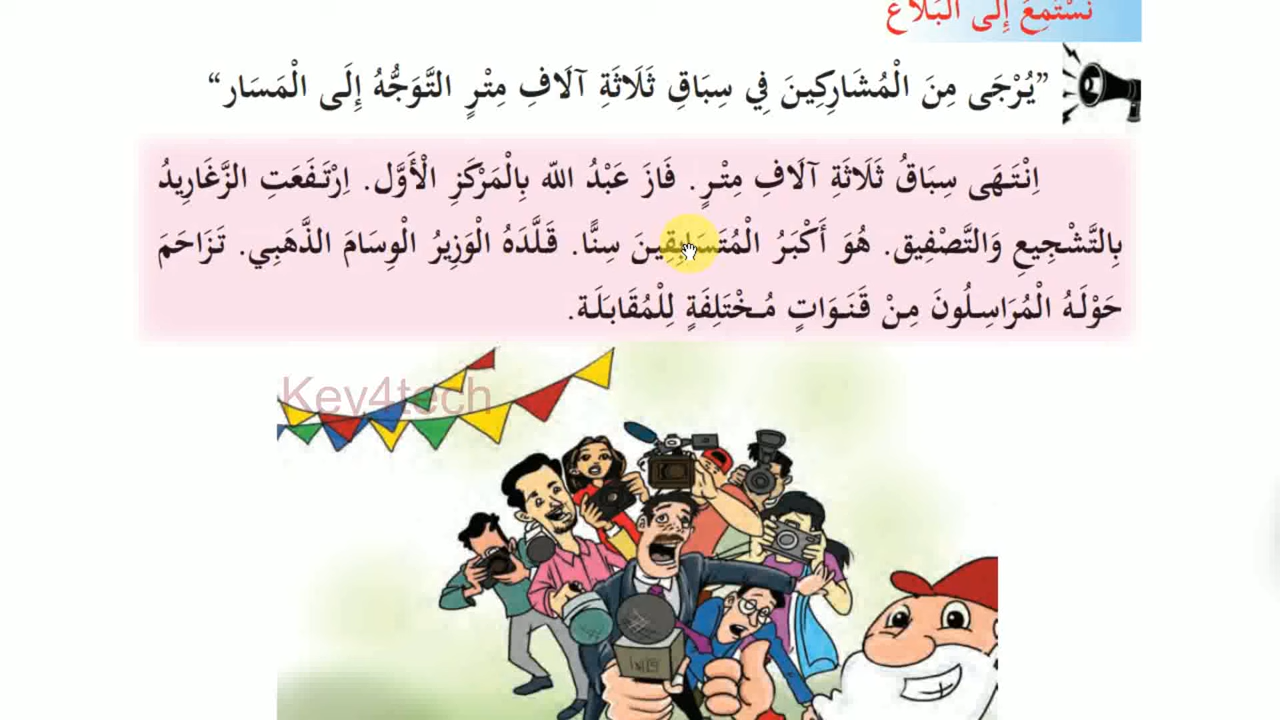 نَسْتَمِعُ إِلَى الْبَلَاغِ
”يُرْجَى مِنَ الْمُشَارِكِينَ فِي سِبَاقِ ثَلَاثَةِ آلَافِ مِتْرٍ التَّوَجُّهُ إِلَى الْمَسَار“
اِنْتَهَى سِبَاقُ ثَلَاثَةِ آلَافِ مِتْرٍ. فَازَ عَبْدُ اللّه بِالْمَرْكَزِ الْأَوَّل. اِرْتَفَعَتِ الزَّغَارِيدُ
بِالتَّشْجِيعِ وَالتَّصْفِيق. هُوَ أَكْبَرُ الْمُتَسَابِقِينَ سِنًّا. قَلَّدَهُ الْوَزِيرُ الْوِسَامَ الذَّهَبِي. تَزَاحَمَ
حَوْلَهُ الْمُرَاسِلُونَ مِنْ قَنَوَاتٍ مُخْتَلِفَةٍ لِلْمُقَابَلَة.
Key4tech